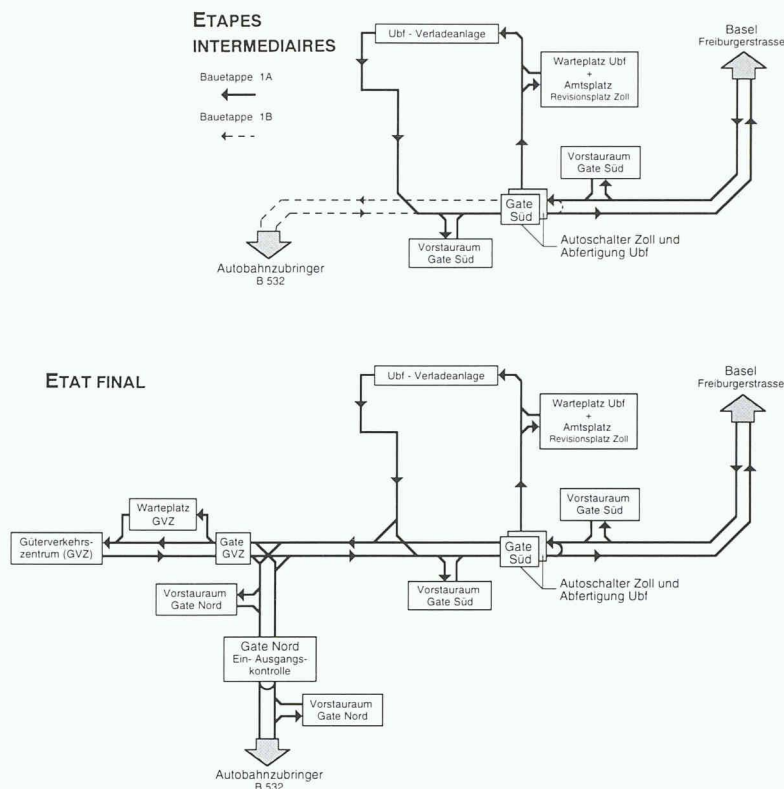 ETAPES
INTERMEDIAIRES
Bauetappe 1A
Bauetappe 1B
Ubf - Verladeanlage
Warteplatz Ubf
+
Amtsplatz
Revisionsplatz Zoll
Basel
Freiburgerstrasse
Vorstauraum
Gate Süd
Gate
Süd
Vorstauraum
Gate Süd
Autoschalter Zoll und
Abfertigung Ubf
Autobahnzubringer
B 532
ETAT FINAL
Ubf - Verladeanlage
Warteplatz Ubf
+
Amtsplatz
Revisionsplatz Zoll
Basel
Freiburgerstrasse
Warteplatz
GVZ
Vorstauraum
Gate Süd
Güterverkehrs-
zentrum (GVZ)
Gate
GVZ
Gate
Süd
Vorstauraum
Gate Nord
Vorstauraum
Gate Süd
Autoschalter Zoll und
Abfertigung Ubf
Gate Nord
Ein- Ausgangs-
kontrolle
Vorstauraum
Gate Nord
Autobahnzubringer
B 532